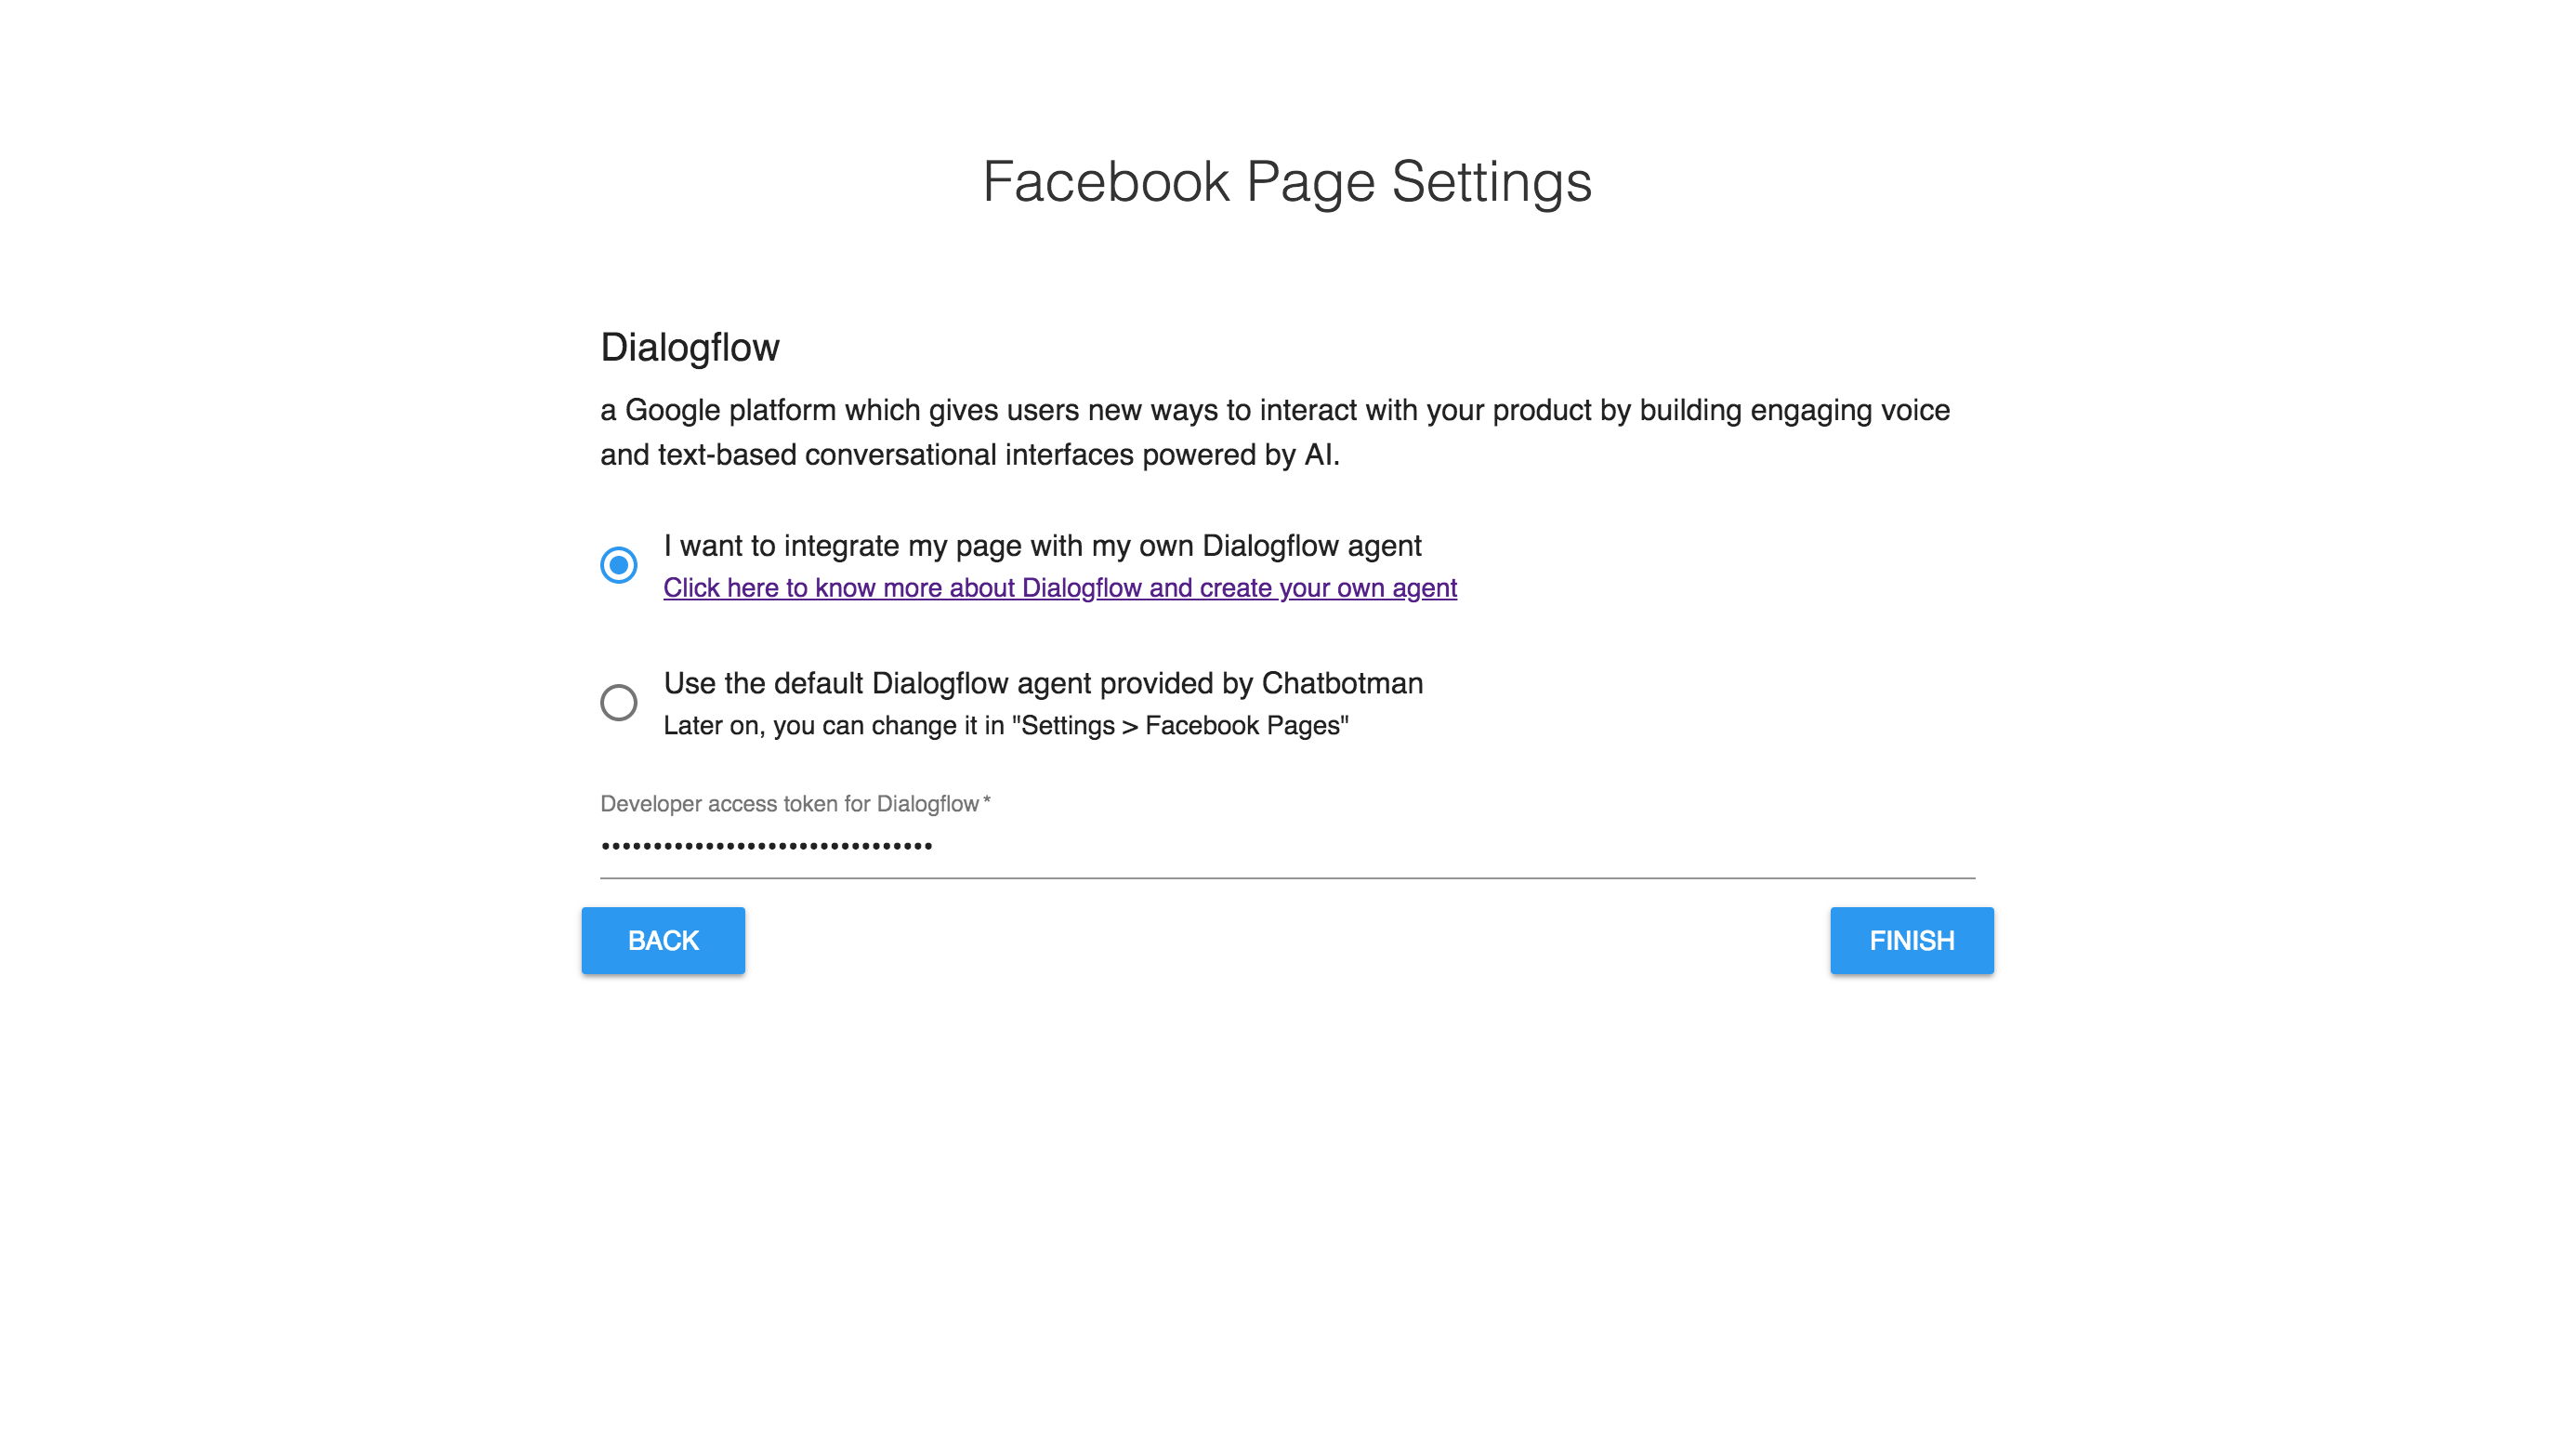 Facebook Page Settings
Dialogflow
a Google platform which gives users new ways to interact with your product by building engaging voice
and text-based conversational interfaces powered by AI.
I want to integrate my page with my own Dialogflow agent
Click here to know more about Dialogflow and create your own agent
Use the default Dialogflow agent provided by Chatbotman
Later on, you can change it in "Settings > Facebook Pages"
Developer access token for Dialogflow *
••••••••••••••••••••••••••••••••
BACK
FINISH